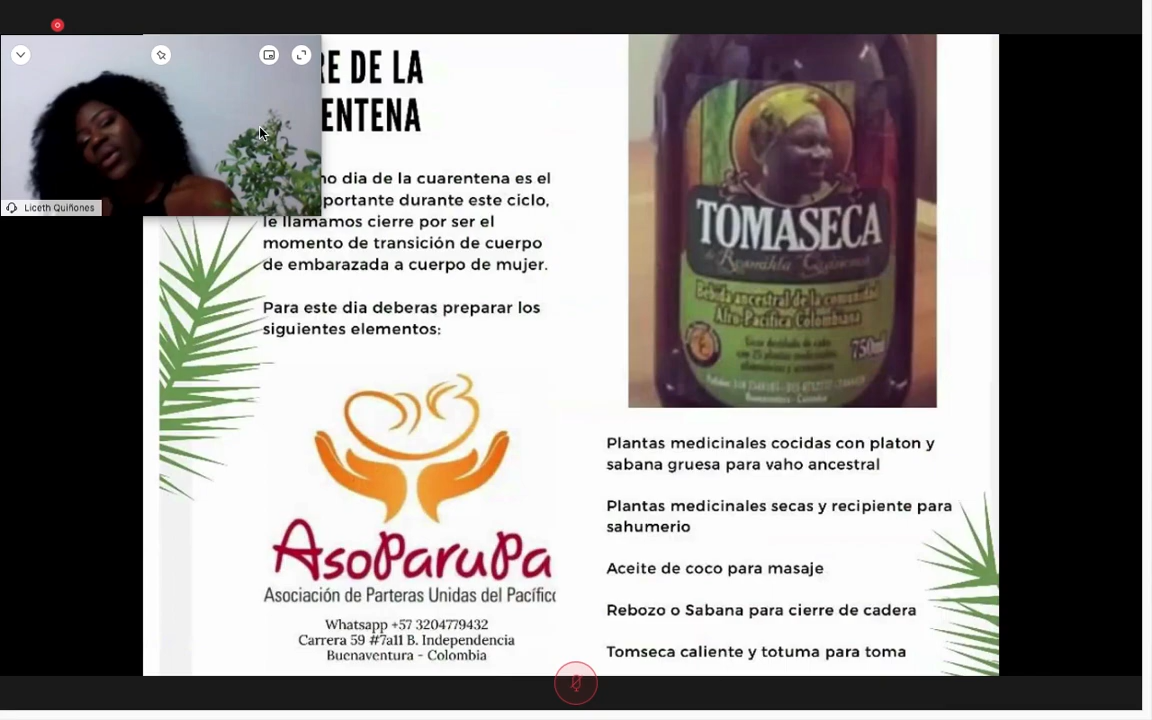 RE DE LA
ENTENA
no dia de la cuarentena es el
portante durante este ciclo,
le llamamos cierre por ser el
momento de transición de cuerpo
de embarazada a cuerpo de mujer.
Para este dia deberas preparar los
siguientes elementos:
Liceth Quiñones
AsoParuPa
Asociación de Parteras Unidas del Pacífico
Whatsapp +57 3204779432
Carrera 59 #7a11 B. Independencia
Buenaventura - Colombia
TOMASECA
Bebida ancestral de la comunidad
Afro-Pacífica Colombiana
750ml
Buenaventura - Colombia
Plantas medicinales cocidas con platon y
sabana gruesa para vaho ancestral
Plantas medicinales secas y recipiente para
sahumerio
Aceite de coco para masaje
Rebozo o Sabana para cierre de cadera
Tomseca caliente y totuma para toma